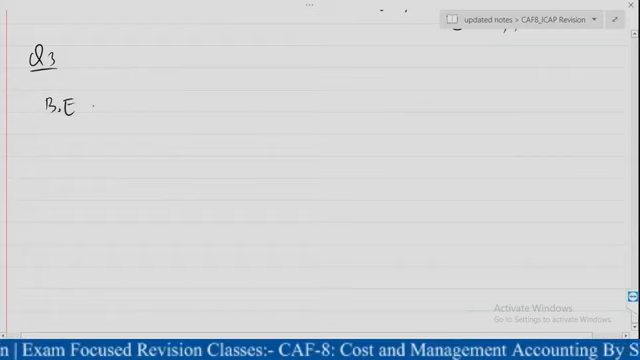 updated notes > CAF8_ICAP Revision
Q3
B.E
Activate Windows
Go to Settings to activate Windows.
n | Exam Focused Revision Classes:- CAF-8: Cost and Management Accounting By S